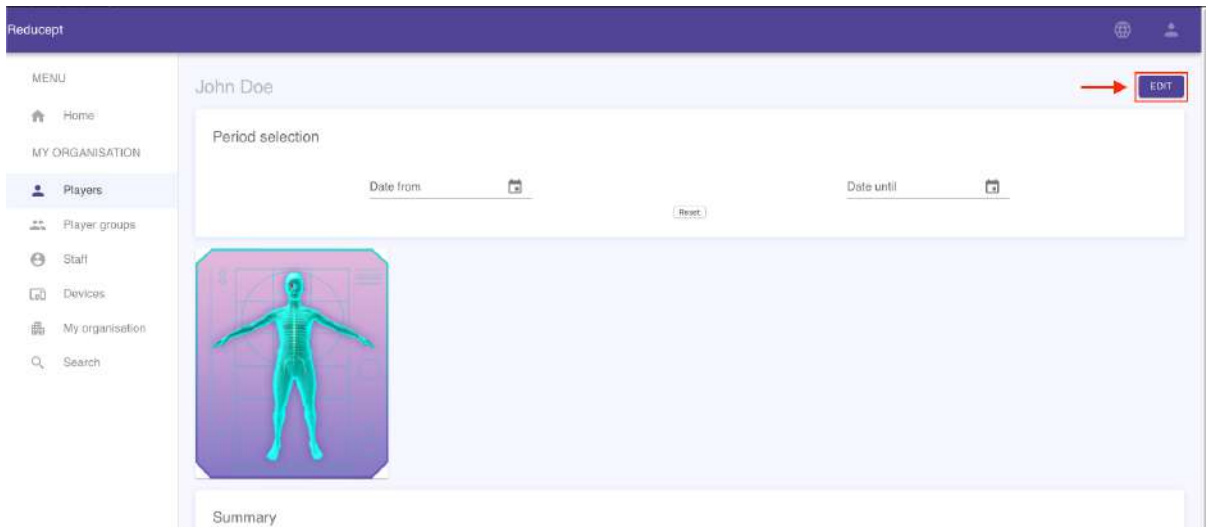 Reducept
MENU
Home
MY ORGANISATION
Players
Player groups
Staff
Devices
My organisation
Search
John Doe
EDIT
Period selection
Date from
Date until
Reset
Summary